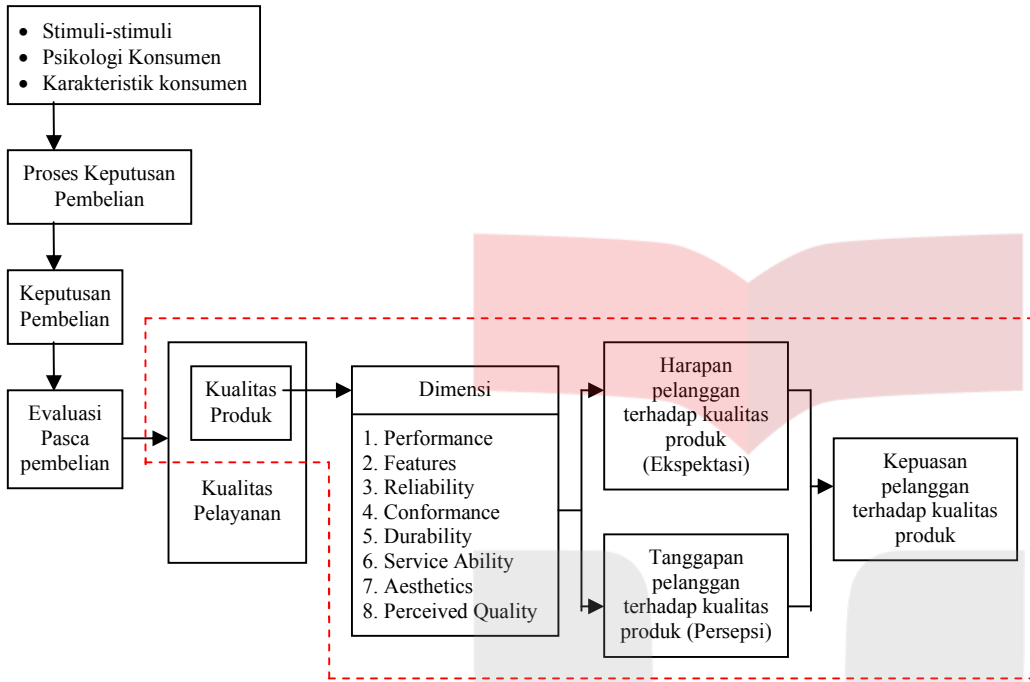 • Stimuli-stimuli
• Psikologi Konsumen
• Karakteristik konsumen
Proses Keputusan
Pembelian
Keputusan
Pembelian
Evaluasi
Pasca
pembelian
Kualitas
Produk
Kualitas
Pelayanan
Dimensi
1. Performance
2. Features
3. Reliability
4. Conformance
5. Durability
6. Service Ability
7. Aesthetics
8. Perceived Quality
Harapan
pelanggan
terhadap kualitas
produk
(Ekspektasi)
Tanggapan
pelanggan
terhadap kualitas
produk (Persepsi)
Kepuasan
pelanggan
terhadap kualitas
produk